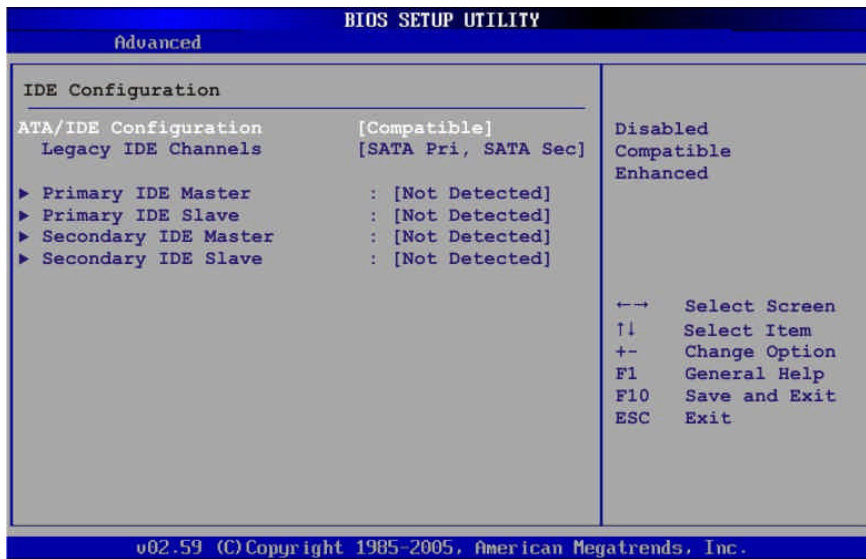 BIOS SETUP UTILITY
Advanced
IDE Configuration
ATA/IDE Configuration [Compatible]
Legacy IDE Channels [SATA Pri, SATA Sec]
► Primary IDE Master : [Not Detected]
► Primary IDE Slave : [Not Detected]
► Secondary IDE Master : [Not Detected]
► Secondary IDE Slave : [Not Detected]
Disabled
Compatible
Enhanced
←→ Select Screen
↑↓ Select Item
+- Change Option
F1 General Help
F10 Save and Exit
ESC Exit
v02.59 (C)Copyright 1985-2005, American Megatrends, Inc.